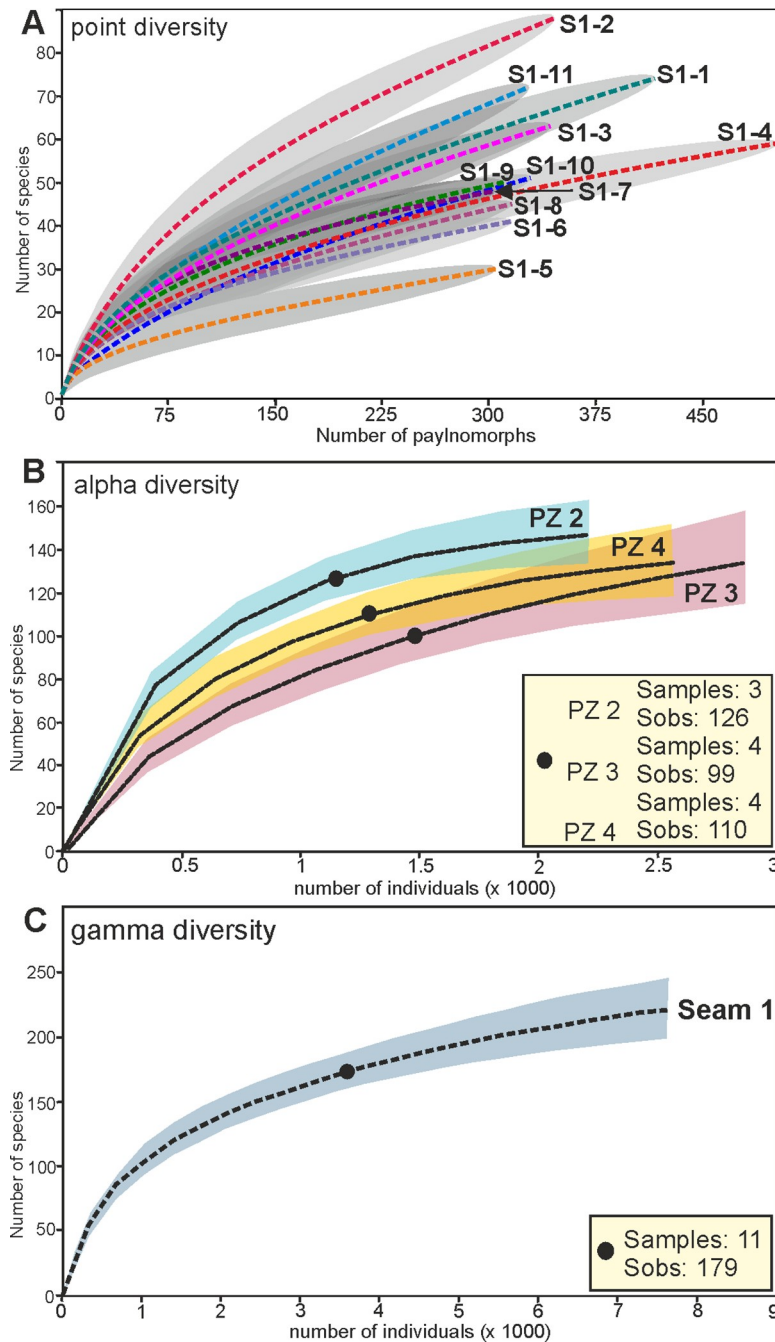 A point diversity
S1-2
S1-11
S1-1
S1-3
S1-4
S1-9
S1-10
S1-7
S1-8
S1-6
S1-5
Number of species
80
70
60
50
40
30
20
10
0
0 75 150 225 300 375 450
Number of paylnomorphs
B alpha diversity
PZ 2
PZ 4
PZ 3
Number of species
160
140
120
100
80
60
40
20
0
PZ 2 Samples: 3
Sobs: 126
PZ 3 Samples: 4
Sobs: 99
PZ 4 Samples: 4
Sobs: 110
0 0.5 1 1.5 2 2.5 3
number of individuals (x 1000)
C gamma diversity
Seam 1
Number of species
250
200
150
100
50
0
Samples: 11
Sobs: 179
0 1 2 3 4 5 6 7 8 9
number of individuals (x 1000)